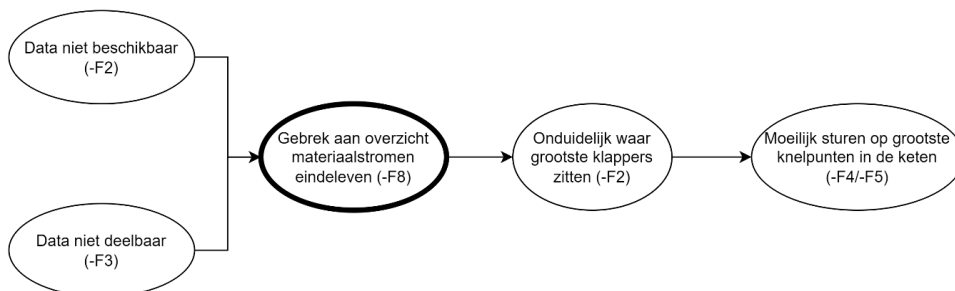 Data niet beschikbaar
(-F2)
Gebrek aan overzicht
materiaalstromen
eindeleven (-F8)
Onduidelijk waar
grootste klappers
zitten (-F2)
Moeilijk sturen op grootste
knelpunten in de keten
(-F4/-F5)
Data niet deelbaar
(-F3)